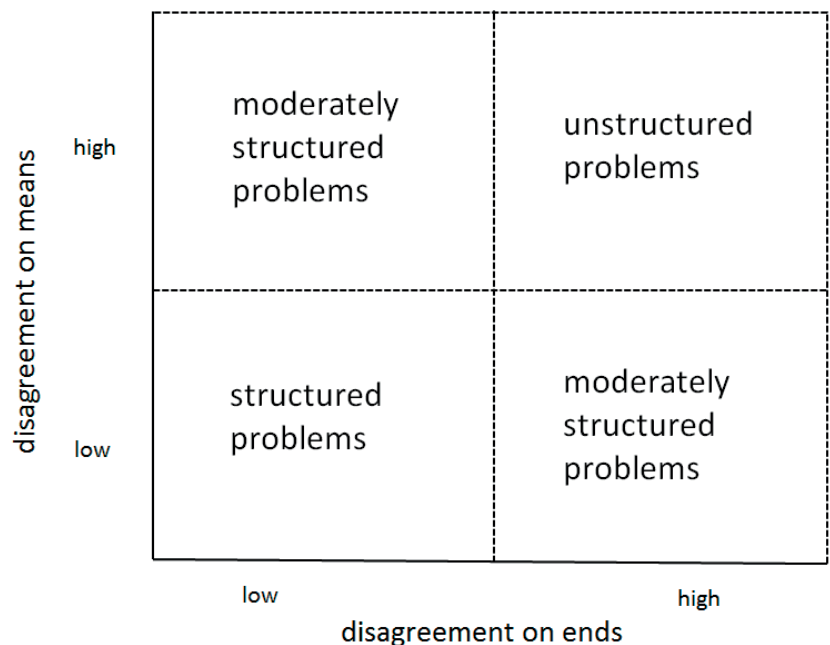 disagreement on means
high
moderately
structured
problems
unstructured
problems
low
structured
problems
moderately
structured
problems
low
high
disagreement on ends